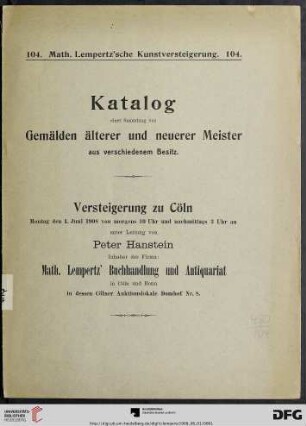 104. Math. Lempertz'sche Kunstversteigerung. 104.
Katalog
einer Sammlung von
Gemälden älterer und neuerer Meister
aus verschiedenem Besitz.
Versteigerung zu Cöln
Montag den 1. Juni 1908 von morgens 10 Uhr und nachmittags 3 Uhr an
unter Leitung von
Peter Hanstein
Inhaber der Firma:
Math. Lempertz' Buchhandlung und Antiquariat
in Cöln und Bonn
in dessen Cölner Auktionslokale Domhof Nr. 8.
UNIVERSITÄTS-
BIBLIOTHEK
HEIDELBERG
DFG